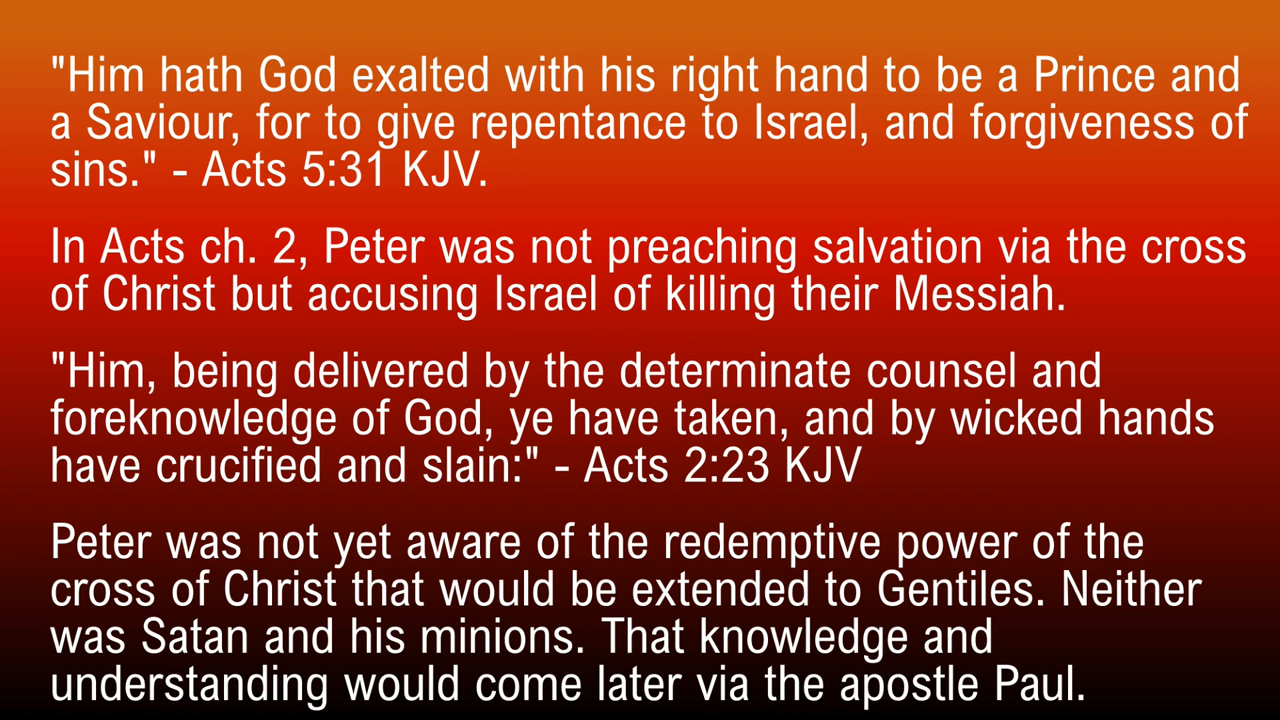 "Him hath God exalted with his right hand to be a Prince and
a Saviour, for to give repentance to Israel, and forgiveness of
sins." - Acts 5:31 KJV.
In Acts ch. 2, Peter was not preaching salvation via the cross
of Christ but accusing Israel of killing their Messiah.
"Him, being delivered by the determinate counsel and
foreknowledge of God, ye have taken, and by wicked hands
have crucified and slain:" - Acts 2:23 KJV
Peter was not yet aware of the redemptive power of the
cross of Christ that would be extended to Gentiles. Neither
was Satan and his minions. That knowledge and
understanding would come later via the apostle Paul.